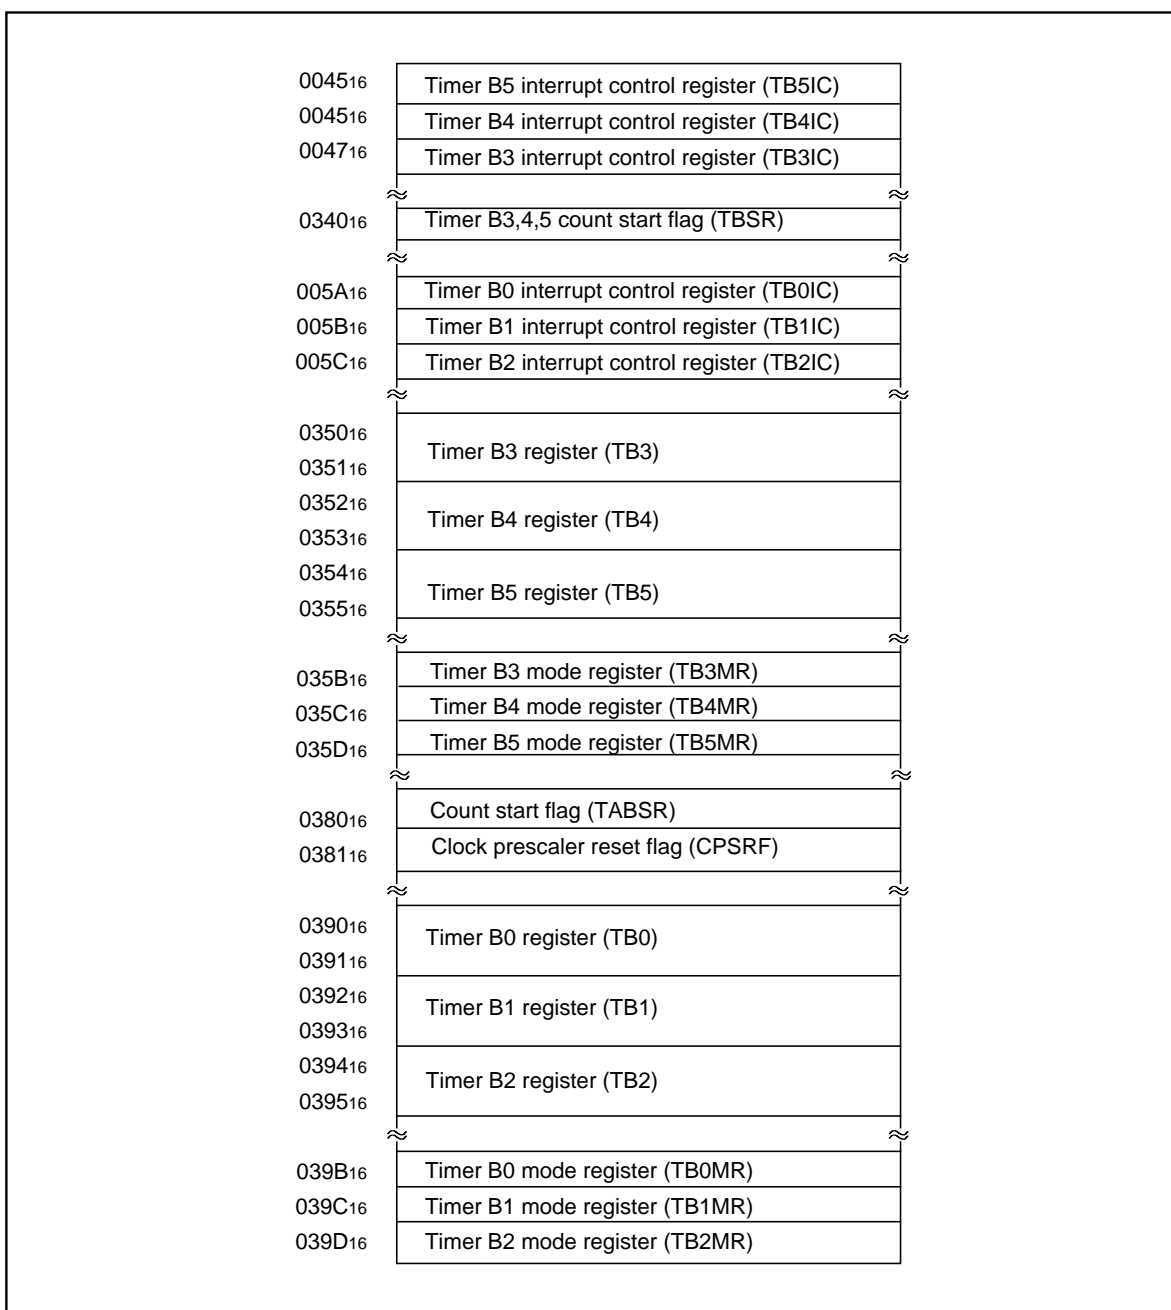 0045₁₆ Timer B5 interrupt control register (TB5IC)
0045₁₆ Timer B4 interrupt control register (TB4IC)
0047₁₆ Timer B3 interrupt control register (TB3IC)
0340₁₆ Timer B3,4,5 count start flag (TBSR)
005A₁₆ Timer B0 interrupt control register (TB0IC)
005B₁₆ Timer B1 interrupt control register (TB1IC)
005C₁₆ Timer B2 interrupt control register (TB2IC)
0350₁₆
Timer B3 register (TB3)
0351₁₆
0352₁₆
Timer B4 register (TB4)
0353₁₆
0354₁₆
Timer B5 register (TB5)
0355₁₆
035B₁₆ Timer B3 mode register (TB3MR)
035C₁₆ Timer B4 mode register (TB4MR)
035D₁₆ Timer B5 mode register (TB5MR)
0380₁₆ Count start flag (TABSR)
0381₁₆ Clock prescaler reset flag (CPSRF)
0390₁₆
Timer B0 register (TB0)
0391₁₆
0392₁₆
Timer B1 register (TB1)
0393₁₆
0394₁₆
Timer B2 register (TB2)
0395₁₆
039B₁₆ Timer B0 mode register (TB0MR)
039C₁₆ Timer B1 mode register (TB1MR)
039D₁₆ Timer B2 mode register (TB2MR)